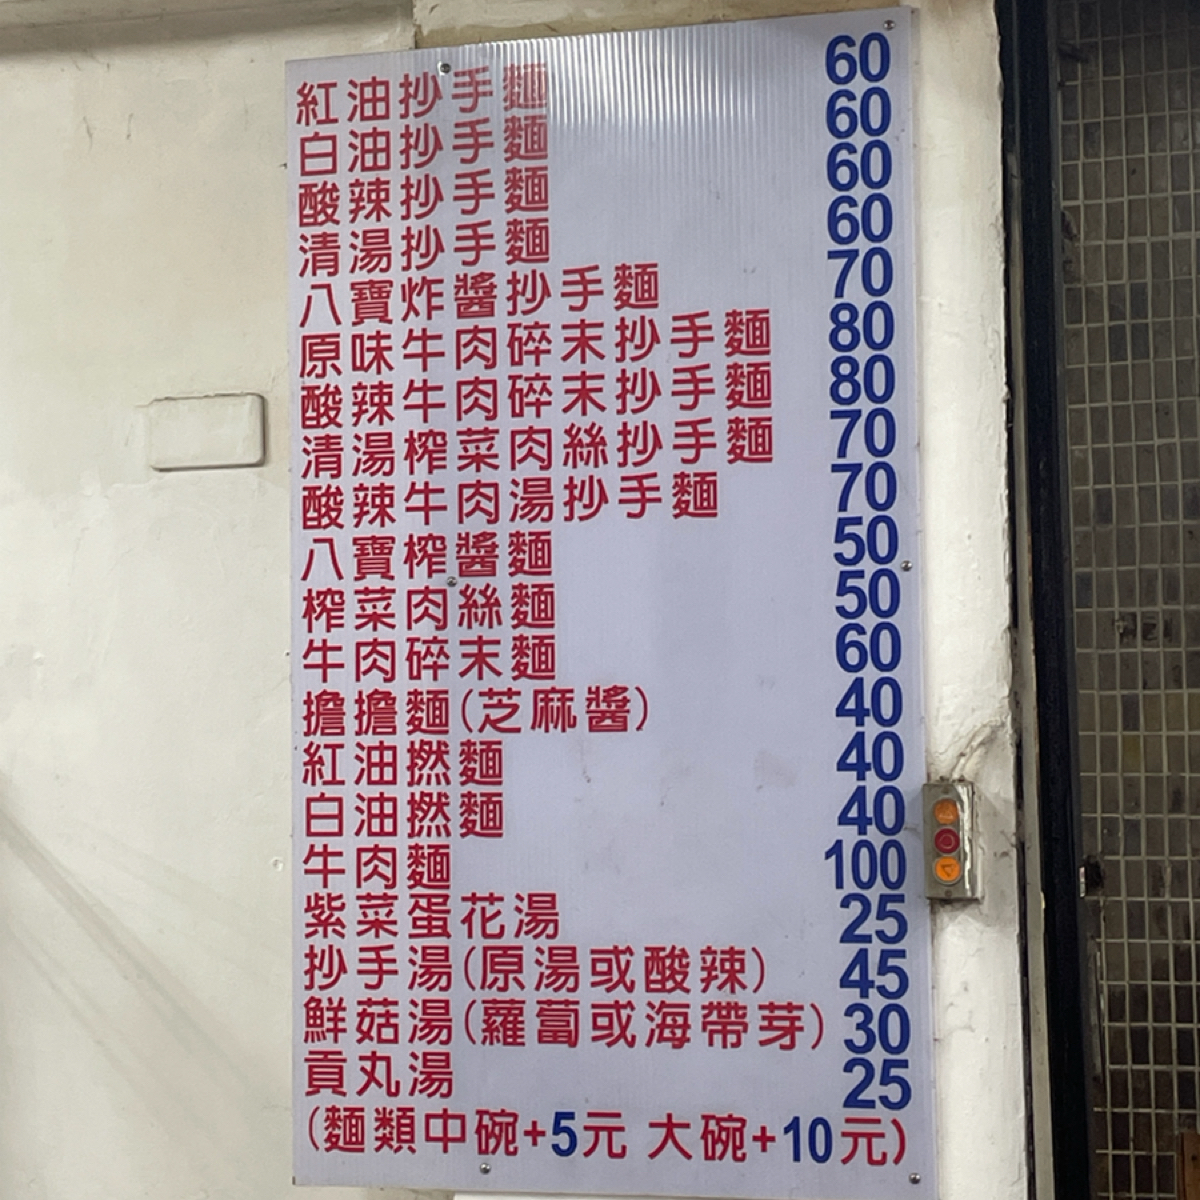 紅油抄手麵 60
白油抄手麵 60
酸辣抄手麵 60
清湯抄手麵 60
八寶炸醬抄手麵 70
原味牛肉碎末抄手麵 80
酸辣牛肉碎末抄手麵 80
清湯榨菜肉絲抄手麵 70
酸辣牛肉湯抄手麵 70
八寶榨醬麵 50
榨菜肉絲麵 50
牛肉碎末麵 60
擔擔麵(芝麻醬) 40
紅油撚麵 40
白油撚麵 40
牛肉麵 100
紫菜蛋花湯 25
抄手湯(原湯或酸辣) 45
鮮菇湯(蘿蔔或海帶芽) 30
貢丸湯 25
(麵類中碗+5元 大碗+10元)